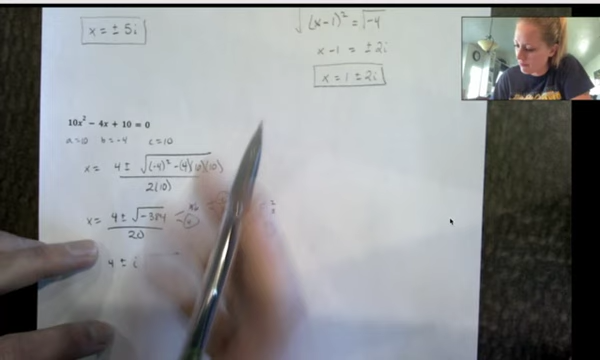 x = ± 5i
√(x-1)² = √-4
x - 1 = ± 2i
x = 1 ± 2i
10x² − 4x + 10 = 0
a=10 b=-4 c=10
x = 4 ± √(-4)² -(4)(10)(10)
2(10)
x = 4 ± √-384
20
4 ± i